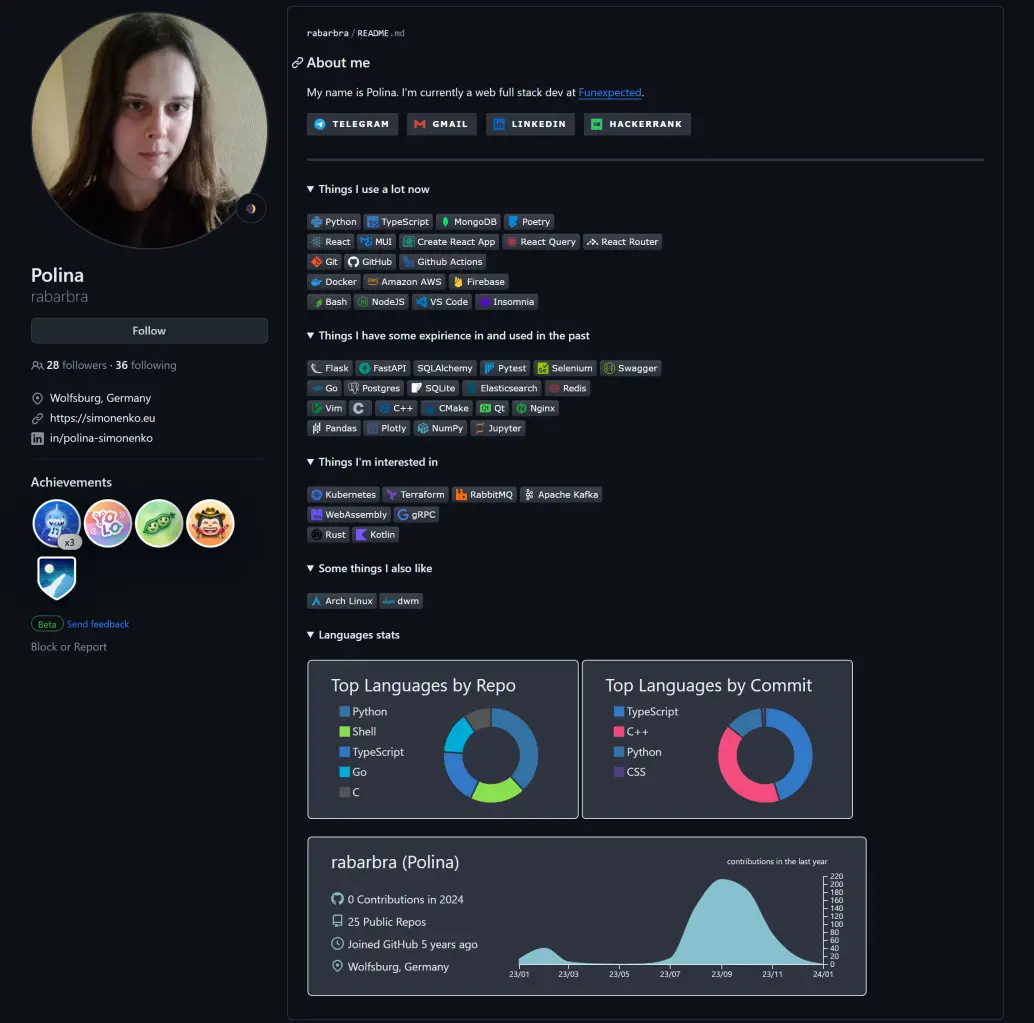 Polina
rabarbra
Follow
28 followers · 36 following
Wolfsburg, Germany
https://simonenko.eu
in/polina-simonenko
Achievements
x3
YOLO
Beta Send feedback
Block or Report
rabarbra / README.md
About me
My name is Polina. I'm currently a web full stack dev at Funexpected.
TELEGRAM GMAIL LINKEDIN HACKERRANK
Things I use a lot now
Python TypeScript MongoDB Poetry
React MUI Create React App React Query React Router
Git GitHub Github Actions
Docker Amazon AWS Firebase
Bash NodeJS VS Code Insomnia
Things I have some expirience in and used in the past
Flask FastAPI SQLAlchemy Pytest Selenium Swagger
Go Postgres SQLite Elasticsearch Redis
Vim C C++ CMake Qt Nginx
Pandas Plotly NumPy Jupyter
Things I'm interested in
Kubernetes Terraform RabbitMQ Apache Kafka
WebAssembly gRPC
Rust Kotlin
Some things I also like
Arch Linux dwm
Languages stats
Top Languages by Repo
Python
Shell
TypeScript
Go
C
Top Languages by Commit
TypeScript
C++
Python
CSS
rabarbra (Polina)
0 Contributions in 2024
25 Public Repos
Joined GitHub 5 years ago
Wolfsburg, Germany
contributions in the last year
220
200
180
160
140
120
100
80
60
40
20
0
23/01 23/03 23/05 23/07 23/09 23/11 24/01